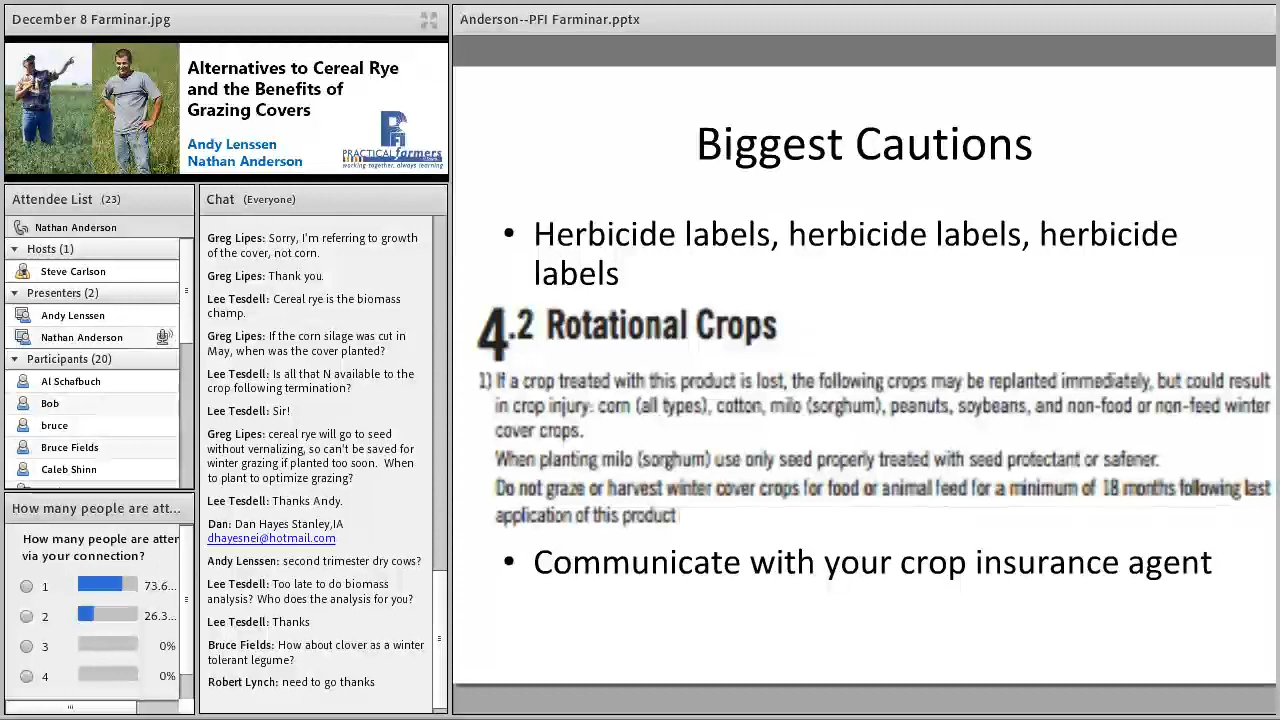 December 8 Farminar.jpg
Alternatives to Cereal Rye
and the Benefits of
Grazing Covers
Andy Lenssen
Nathan Anderson
PFI
PRACTICAL farmers
working together, always learning
Attendee List (23)
Nathan Anderson
Hosts (1)
Steve Carlson
Presenters (2)
Andy Lenssen
Nathan Anderson
Participants (20)
Al Schafbuch
Bob
bruce
Bruce Fields
Caleb Shinn
How many people are att...
How many people are atter
via your connection?
1 73.6...
2 26.3...
3 0%
4 0%
Chat (Everyone)
Greg Lipes: Sorry, I'm referring to growth
of the cover, not corn.
Greg Lipes: Thank you.
Lee Tesdell: Cereal rye is the biomass
champ.
Greg Lipes: If the corn silage was cut in
May, when was the cover planted?
Lee Tesdell: Is all that N available to the
crop following termination?
Lee Tesdell: Sir!
Greg Lipes: cereal rye will go to seed
without vernalizing, so can't be saved for
winter grazing if planted too soon. When
to plant to optimize grazing?
Lee Tesdell: Thanks Andy.
Dan: Dan Hayes Stanley,IA
dhayesnei@hotmail.com
Andy Lenssen: second trimester dry cows?
Lee Tesdell: Too late to do biomass
analysis? Who does the analysis for you?
Lee Tesdell: Thanks
Bruce Fields: How about clover as a winter
tolerant legume?
Robert Lynch: need to go thanks
Anderson--PFI Farminar.pptx
Biggest Cautions
• Herbicide labels, herbicide labels, herbicide
labels
4.2 Rotational Crops
1) If a crop treated with this product is lost, the following crops may be replanted immediately, but could result
in crop injury: corn (all types), cotton, milo (sorghum), peanuts, soybeans, and non-food or non-feed winter
cover crops.
When planting milo (sorghum) use only seed properly treated with seed protectant or safener.
Do not graze or harvest winter cover crops for food or animal feed for a minimum of 18 months following last
application of this product
• Communicate with your crop insurance agent